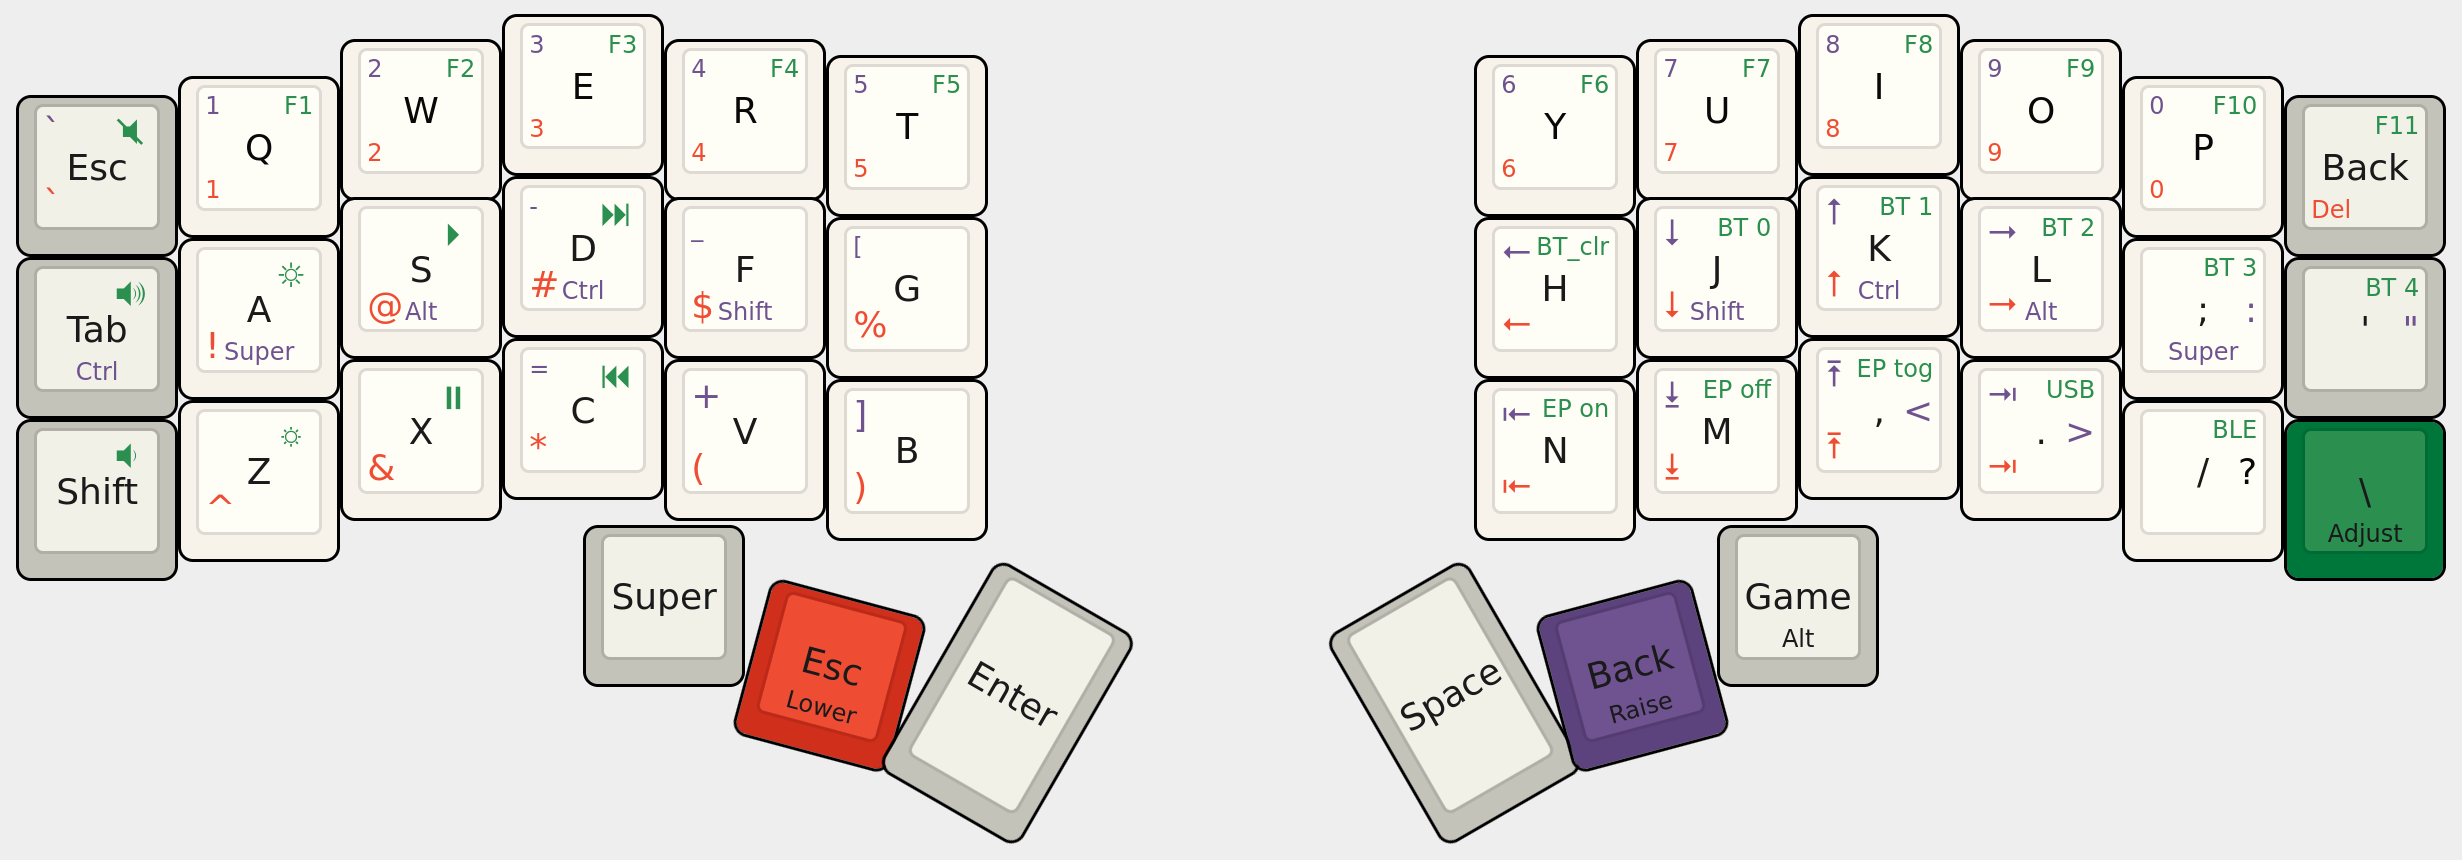 ` Esc `
1 F1 Q 1
2 F2 W 2
3 F3 E 3
4 F4 R 4
5 F5 T 5
6 F6 Y 6
7 F7 U 7
8 F8 I 8
9 F9 O 9
0 F10 P 0
F11 Back Del
Tab Ctrl
A ! Super
S @ Alt
- D # Ctrl
_ F $ Shift
[ G %
← BT_clr H ←
↓ BT 0 J ↓ Shift
↑ BT 1 K ↑ Ctrl
→ BT 2 L → Alt
BT 3 ; : Super
BT 4 ' "
Shift
Z ^
X &
= C *
+ V (
] B )
⇤ EP on N ⇤
⤓ EP off M ⤓
⤒ EP tog , < ⤒
⇥ USB . > ⇥
BLE / ?
\ Adjust
Super
Esc
Lower
Enter
Space
Back
Raise
Game
Alt